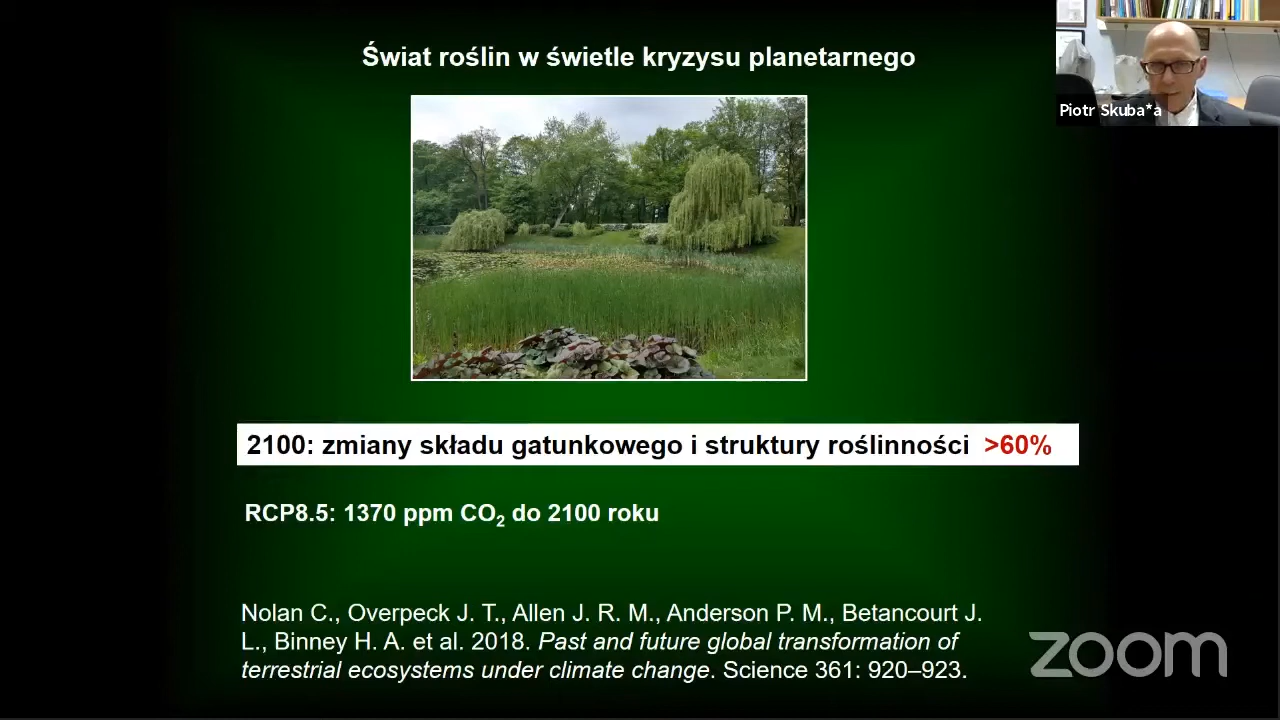 Świat roślin w świetle kryzysu planetarnego
Piotr Skuba*a
2100: zmiany składu gatunkowego i struktury roślinności >60%
RCP8.5: 1370 ppm CO₂ do 2100 roku
Nolan C., Overpeck J. T., Allen J. R. M., Anderson P. M., Betancourt J.
L., Binney H. A. et al. 2018. Past and future global transformation of
terrestrial ecosystems under climate change. Science 361: 920–923.
zoom